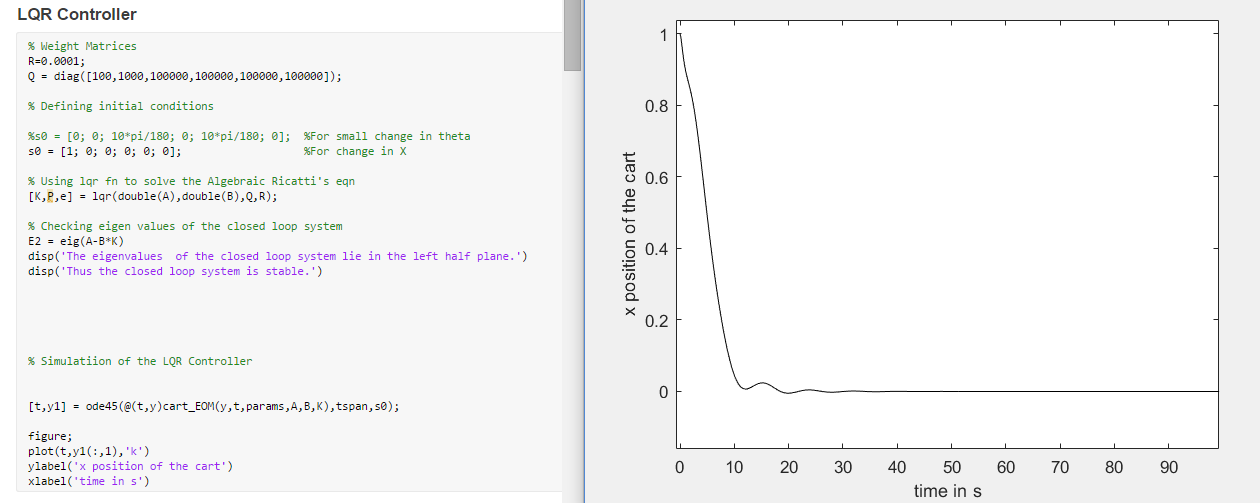 LQR Controller
% Weight Matrices
R=0.0001;
Q = diag([100,1000,100000,100000,100000,100000]);
% Defining initial conditions
%s0 = [0; 0; 10*pi/180; 0; 10*pi/180; 0];  %For small change in theta
s0 = [1; 0; 0; 0; 0; 0];                   %For change in X
% Using lqr fn to solve the Algebraic Ricatti's eqn
[K,P,e] = lqr(double(A),double(B),Q,R);
% Checking eigen values of the closed loop system
E2 = eig(A-B*K)
disp('The eigenvalues  of the closed loop system lie in the left half plane.')
disp('Thus the closed loop system is stable.')
% Simulatiion of the LQR Controller
[t,y1] = ode45(@(t,y)cart_EOM(y,t,params,A,B,K),tspan,s0);
figure;
plot(t,y1(:,1),'k')
ylabel('x position of the cart')
xlabel('time in s')
x position of the cart
1
0.8
0.6
0.4
0.2
0
0 10 20 30 40 50 60 70 80 90
time in s